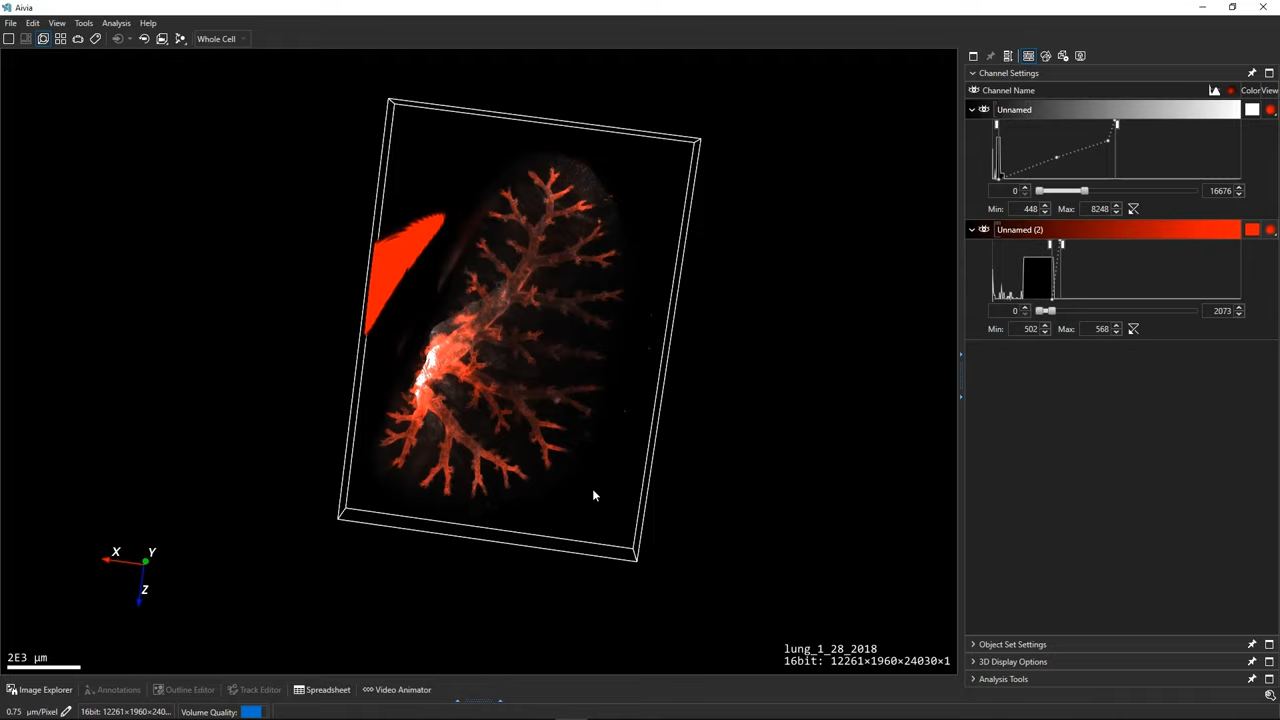 Aivia
File Edit View Tools Analysis Help
Whole Cell
Channel Settings
Channel Name Color View
Unnamed
0 16676
Min: 448 Max: 8248
Unnamed (2)
0 2073
Min: 502 Max: 568
X Y
Z
2E3 µm
lung_1_28_2018
16bit: 12261×1960×24030×1
Object Set Settings
3D Display Options
Analysis Tools
Image Explorer Annotations Outline Editor Track Editor Spreadsheet Video Animator
0.75 µm/Pixel 16bit: 12261×1960×240... Volume Quality: